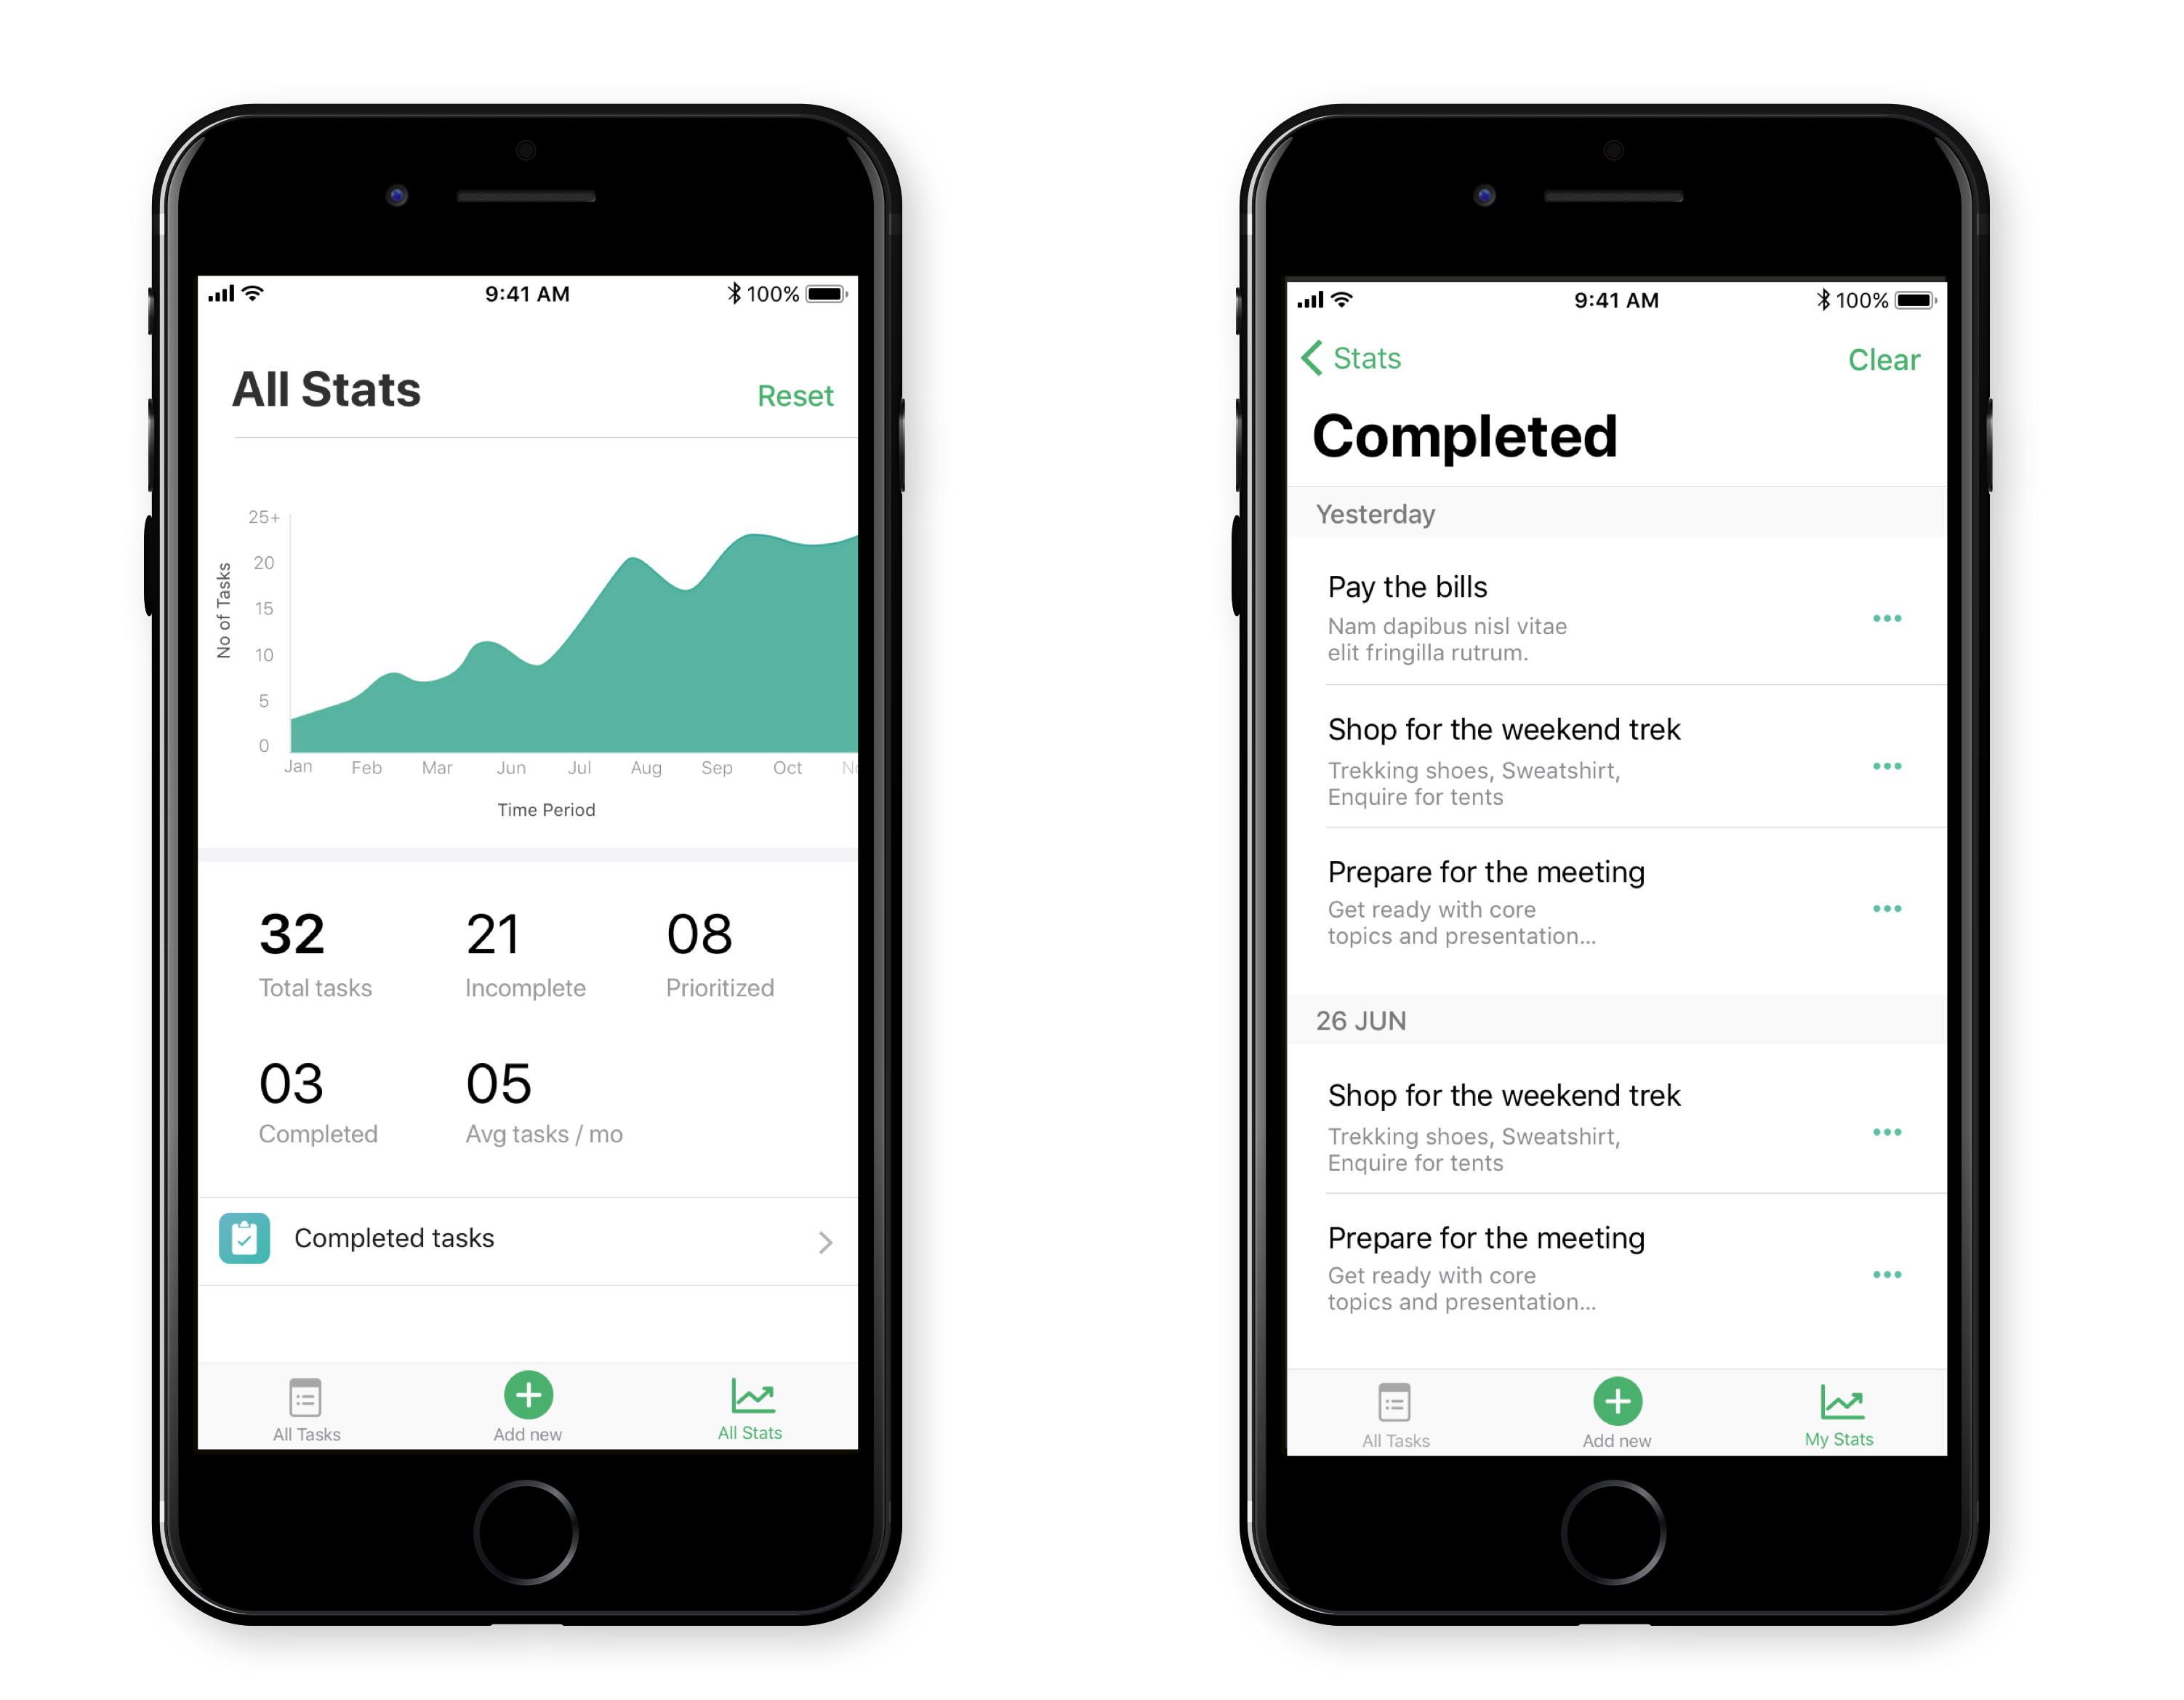 9:41 AM
100%
All Stats
Reset
25+
20
15
10
5
0
No of Tasks
Jan Feb Mar Jun Jul Aug Sep Oct
Time Period
32
Total tasks
21
Incomplete
08
Prioritized
03
Completed
05
Avg tasks / mo
Completed tasks
All Tasks
Add new
All Stats
9:41 AM
100%
Stats
Clear
Completed
Yesterday
Pay the bills
Nam dapibus nisl vitae
elit fringilla rutrum.
Shop for the weekend trek
Trekking shoes, Sweatshirt,
Enquire for tents
Prepare for the meeting
Get ready with core
topics and presentation...
26 JUN
Shop for the weekend trek
Trekking shoes, Sweatshirt,
Enquire for tents
Prepare for the meeting
Get ready with core
topics and presentation...
All Tasks
Add new
My Stats